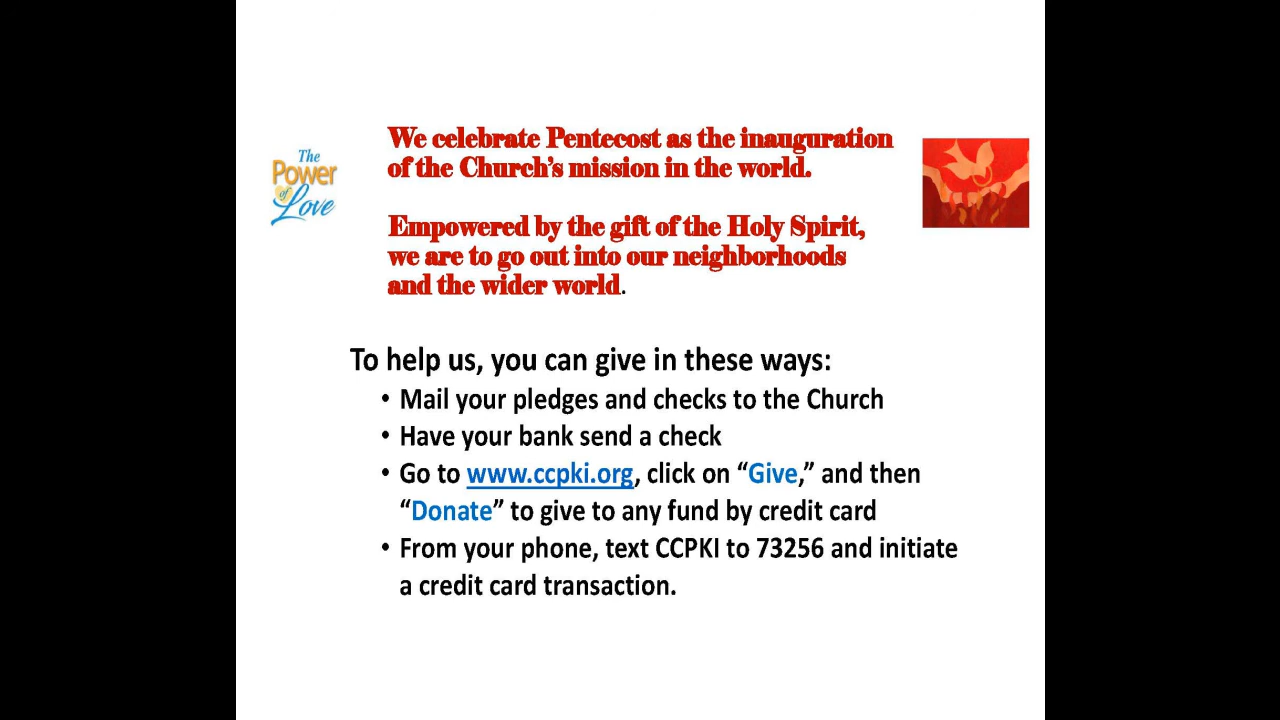 The
Power
of
Love
We celebrate Pentecost as the inauguration
of the Church’s mission in the world.
Empowered by the gift of the Holy Spirit,
we are to go out into our neighborhoods
and the wider world.
To help us, you can give in these ways:
• Mail your pledges and checks to the Church
• Have your bank send a check
• Go to www.ccpki.org, click on “Give,” and then
“Donate” to give to any fund by credit card
• From your phone, text CCPKI to 73256 and initiate
a credit card transaction.